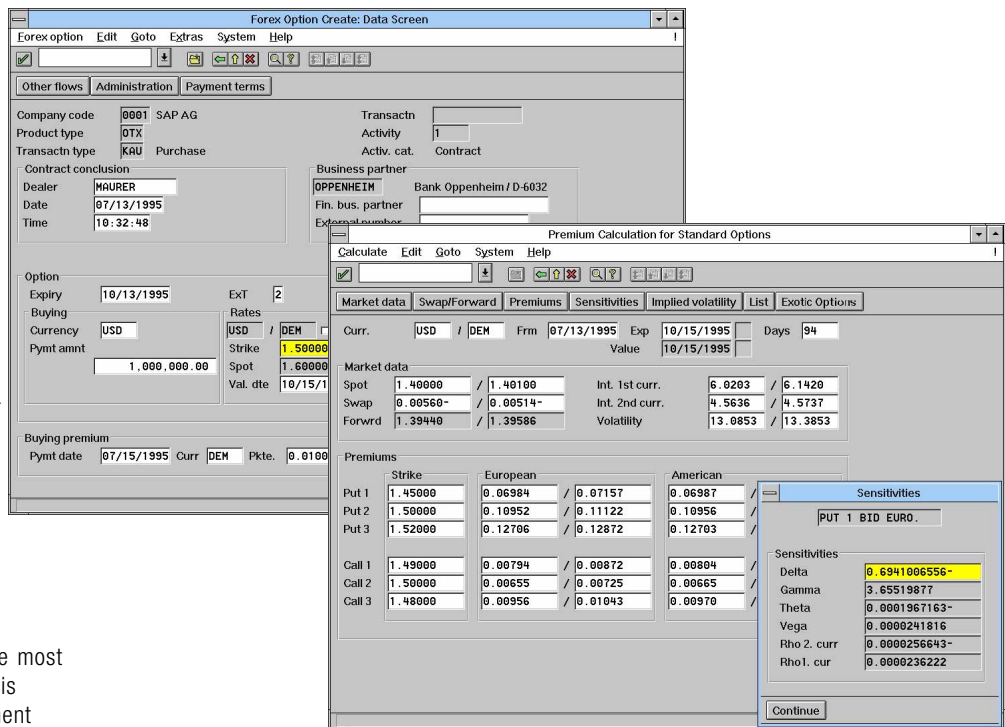 Forex Option Create: Data Screen
Forex option Edit Goto Extras System Help !
Other flows Administration Payment terms
Company code 0001 SAP AG Transactn
Product type OTX Activity 1
Transactn type KAU Purchase Activ. cat. Contract
Contract conclusion Business partner
Dealer MAURER OPPENHEIM Bank Oppenheim / D-6032
Date 07/13/1995 Fin. bus. partner
Time 10:32:48 External number
Option
Expiry 10/13/1995 ExT 2
Buying Rates
Currency USD USD / DEM
Pymt amnt Strike 1.50000
1,000,000.00 Spot 1.60000
Val. dte 10/15/1
Buying premium
Pymt date 07/15/1995 Curr DEM Pkte. 0.0100
Premium Calculation for Standard Options
Calculate Edit Goto System Help !
Market data Swap/Forward Premiums Sensitivities Implied volatility List Exotic Options
Curr. USD / DEM Frm 07/13/1995 Exp 10/15/1995 Days 94
Value 10/15/1995
Market data
Spot 1.40000 / 1.40100 Int. 1st curr. 6.0203 / 6.1420
Swap 0.00560- / 0.00514- Int. 2nd curr. 4.5636 / 4.5737
Forwrd 1.39440 / 1.39586 Volatility 13.0853 / 13.3853
Premiums
Strike European American
Put 1 1.45000 0.06984 / 0.07157 0.06987 /
Put 2 1.50000 0.10952 / 0.11122 0.10956 /
Put 3 1.52000 0.12706 / 0.12872 0.12703 /
Call 1 1.49000 0.00794 / 0.00872 0.00804 /
Call 2 1.50000 0.00655 / 0.00725 0.00665 /
Call 3 1.48000 0.00956 / 0.01043 0.00970 /
Sensitivities
PUT 1 BID EURO.
Sensitivities
Delta 0.6941006556-
Gamma 3.65519877
Theta 0.0001967163-
Vega 0.0000241816
Rho 2. curr 0.0000256643-
Rho1. cur 0.0000236222
Continue
e most
is
ent